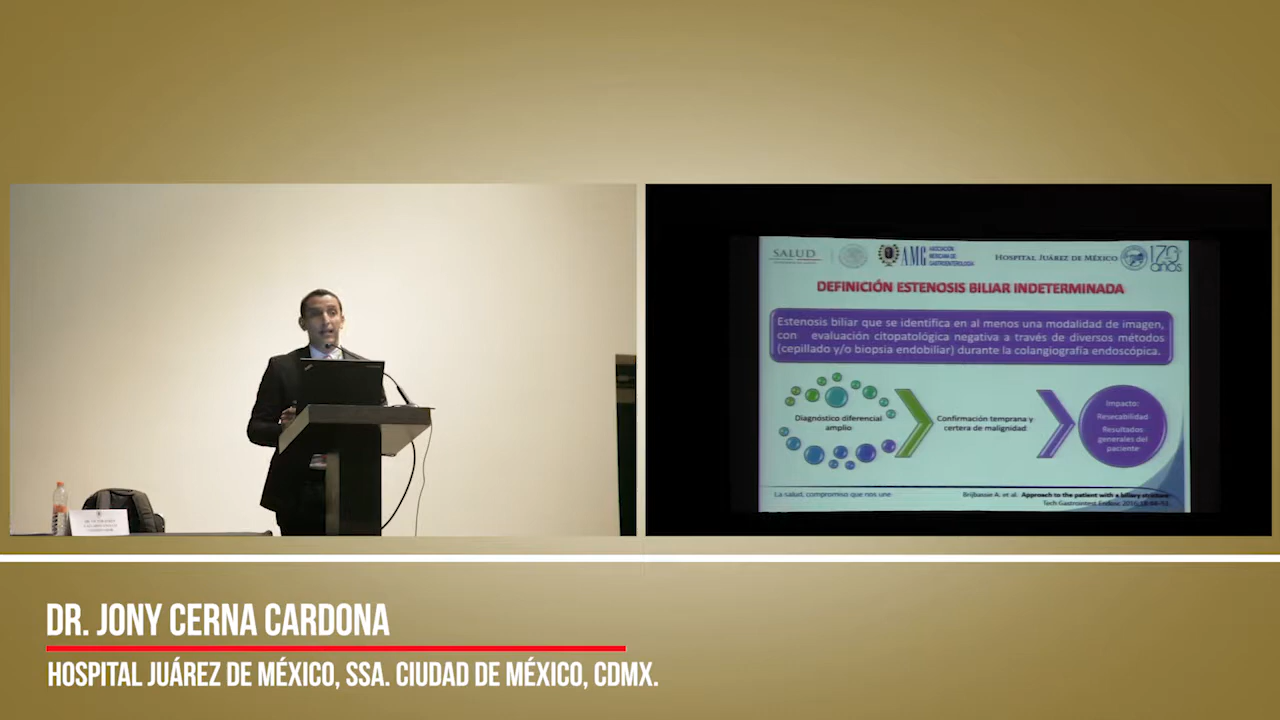 SALUD
AMG
ASOCIACIÓN
MEXICANA DE
GASTROENTEROLOGÍA
HOSPITAL JUÁREZ DE MÉXICO
170
años
DEFINICIÓN ESTENOSIS BILIAR INDETERMINADA
Estenosis biliar que se identifica en al menos una modalidad de imagen,
con evaluación citopatológica negativa a través de diversos métodos
(cepillado y/o biopsia endobiliar) durante la colangiografía endoscópica.
Diagnóstico diferencial
amplio
Confirmación temprana y
certera de malignidad
Impacto:
Resecabilidad
Resultados
generales del
paciente
La salud, compromiso que nos une
Brijbassie A. et al. Approach to the patient with a biliary stricture
Tech Gastrointest Endosc
DR. JONY CERNA CARDONA
HOSPITAL JUÁREZ DE MÉXICO, SSA. CIUDAD DE MÉXICO, CDMX.